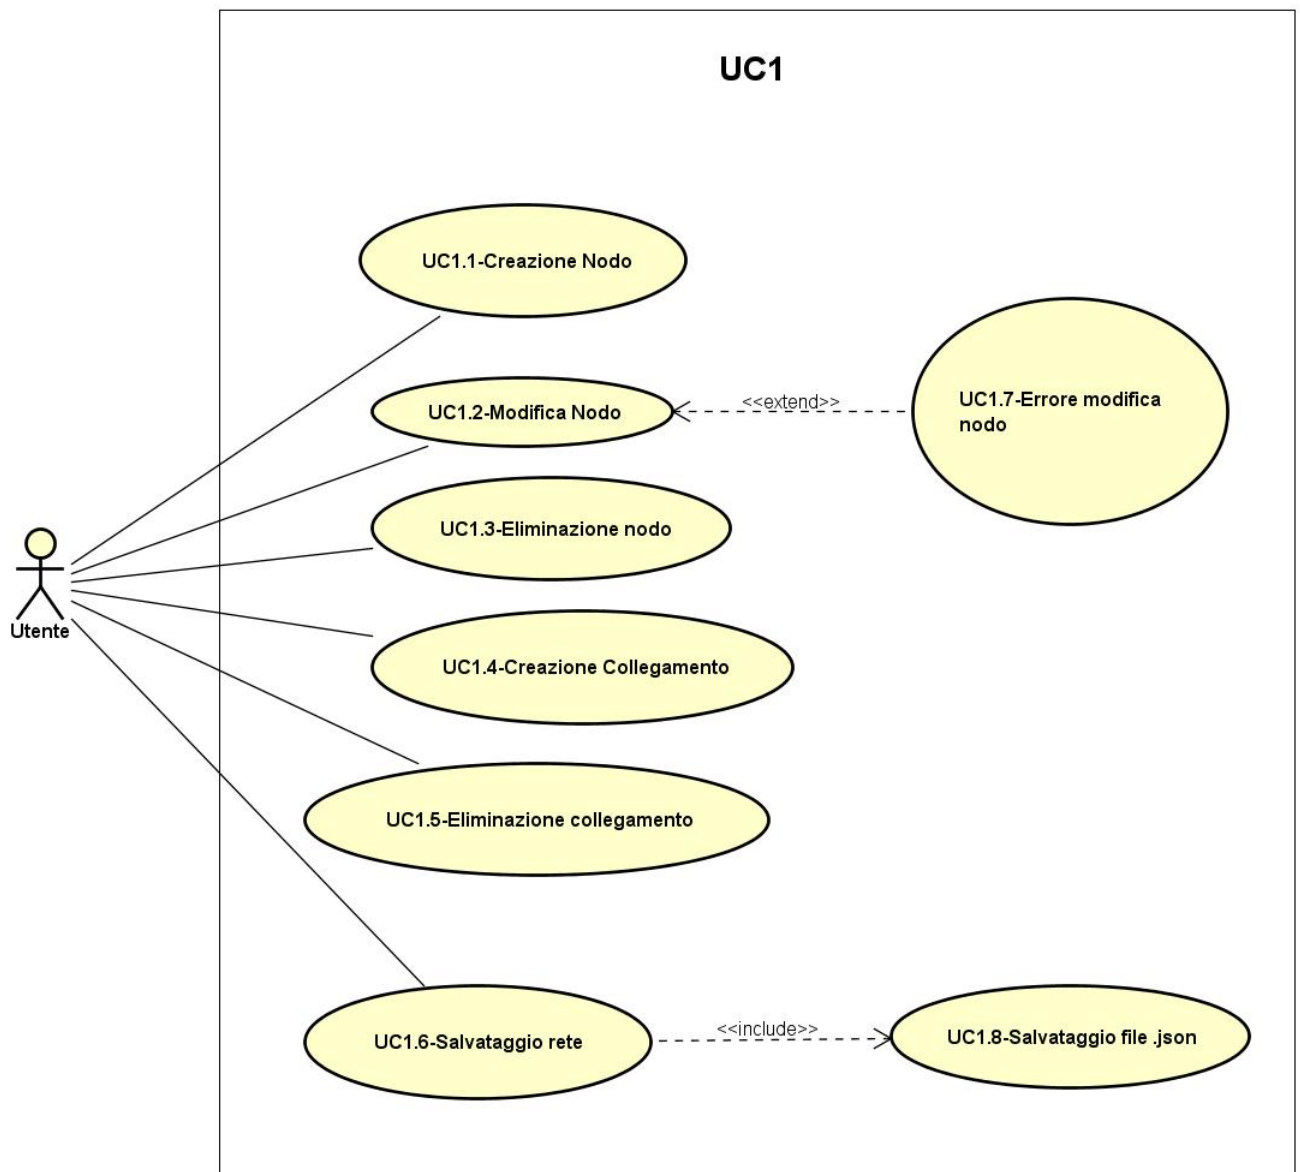 UC1
UC1.1-Creazione Nodo
UC1.2-Modifica Nodo
<<extend>>
UC1.7-Errore modifica
nodo
UC1.3-Eliminazione nodo
Utente
UC1.4-Creazione Collegamento
UC1.5-Eliminazione collegamento
UC1.6-Salvataggio rete
<<include>>
UC1.8-Salvataggio file .json